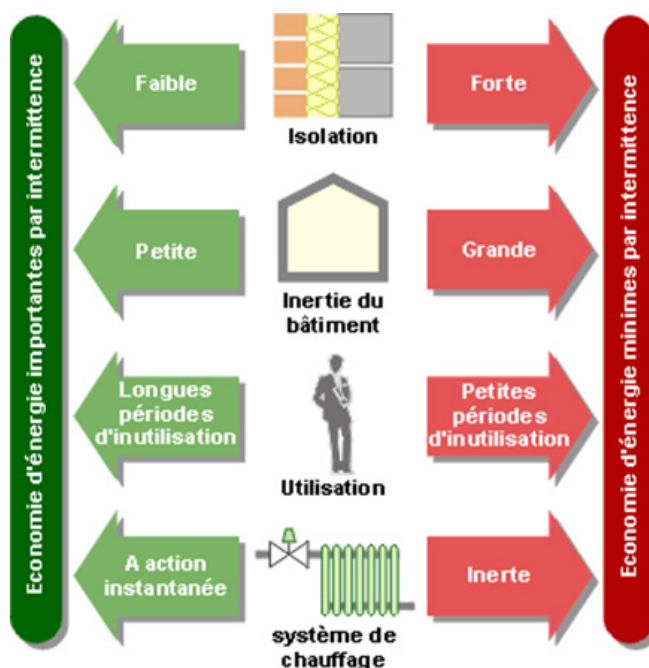 Economie d'énergie importantes par intermittence
Faible
Isolation
Forte
Petite
Inertie du
bâtiment
Grande
Longues
périodes
d'inutilisation
Utilisation
Petites
périodes
d'inutilisation
A action
instantanée
système de
chauffage
Inerte
Economie d'énergie minimes par intermittence